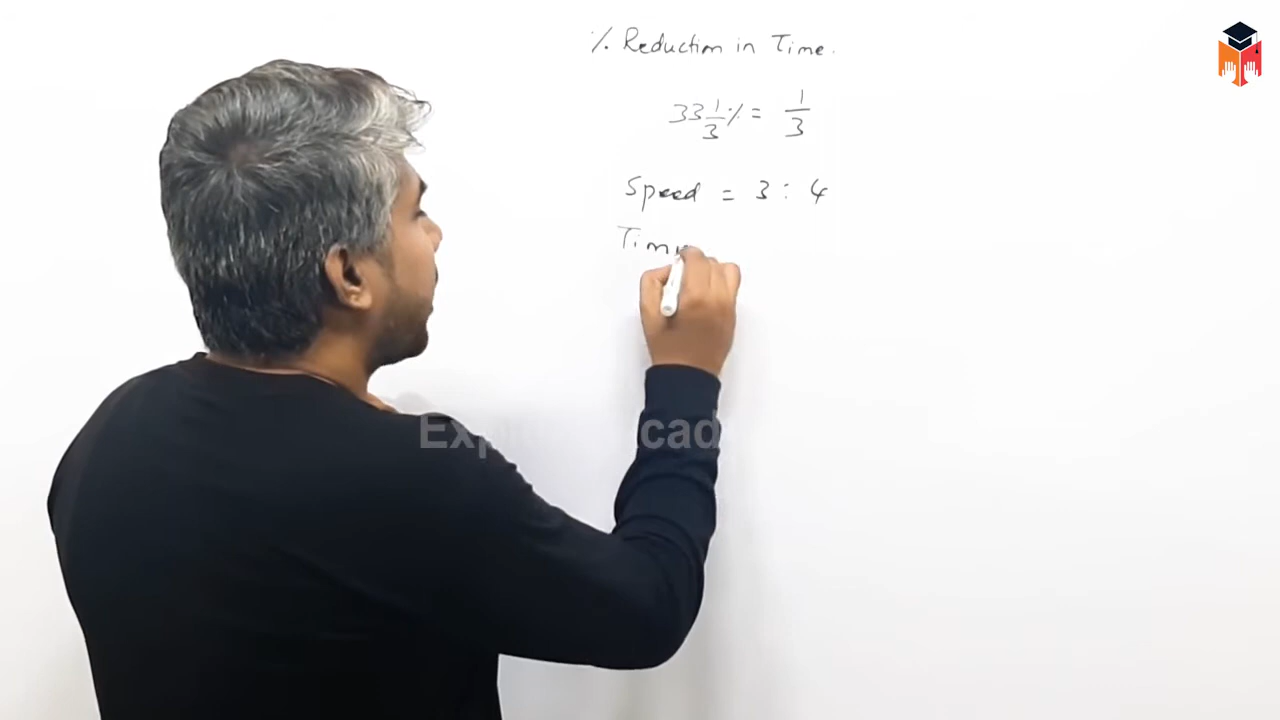 % Reduction in Time.
33 1/3 % = 1/3
Speed = 3 : 4